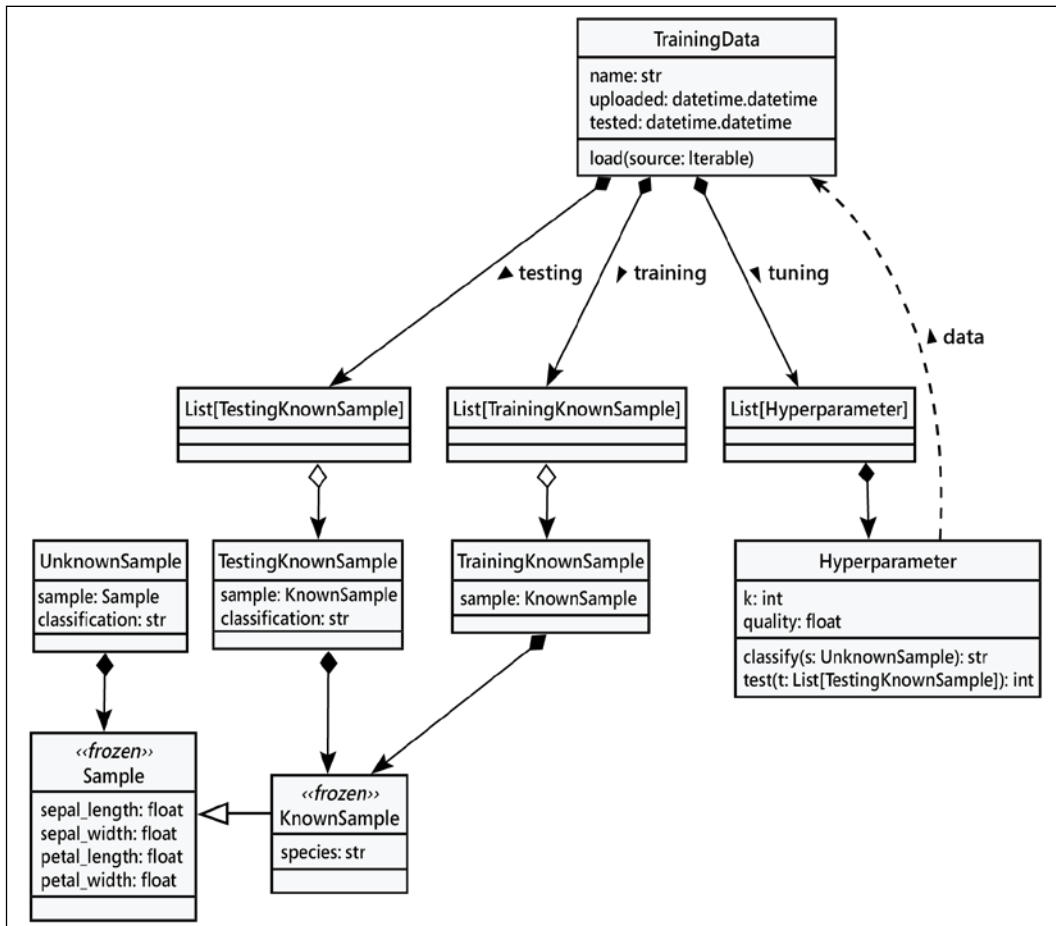 TrainingData
name: str
uploaded: datetime.datetime
tested: datetime.datetime
load(source: Iterable)
testing
training
tuning
data
List[TestingKnownSample]
List[TrainingKnownSample]
List[Hyperparameter]
UnknownSample
sample: Sample
classification: str
TestingKnownSample
sample: KnownSample
classification: str
TrainingKnownSample
sample: KnownSample
Hyperparameter
k: int
quality: float
classify(s: UnknownSample): str
test(t: List[TestingKnownSample]): int
‹‹frozen››
Sample
sepal_length: float
sepal_width: float
petal_length: float
petal_width: float
‹‹frozen››
KnownSample
species: str